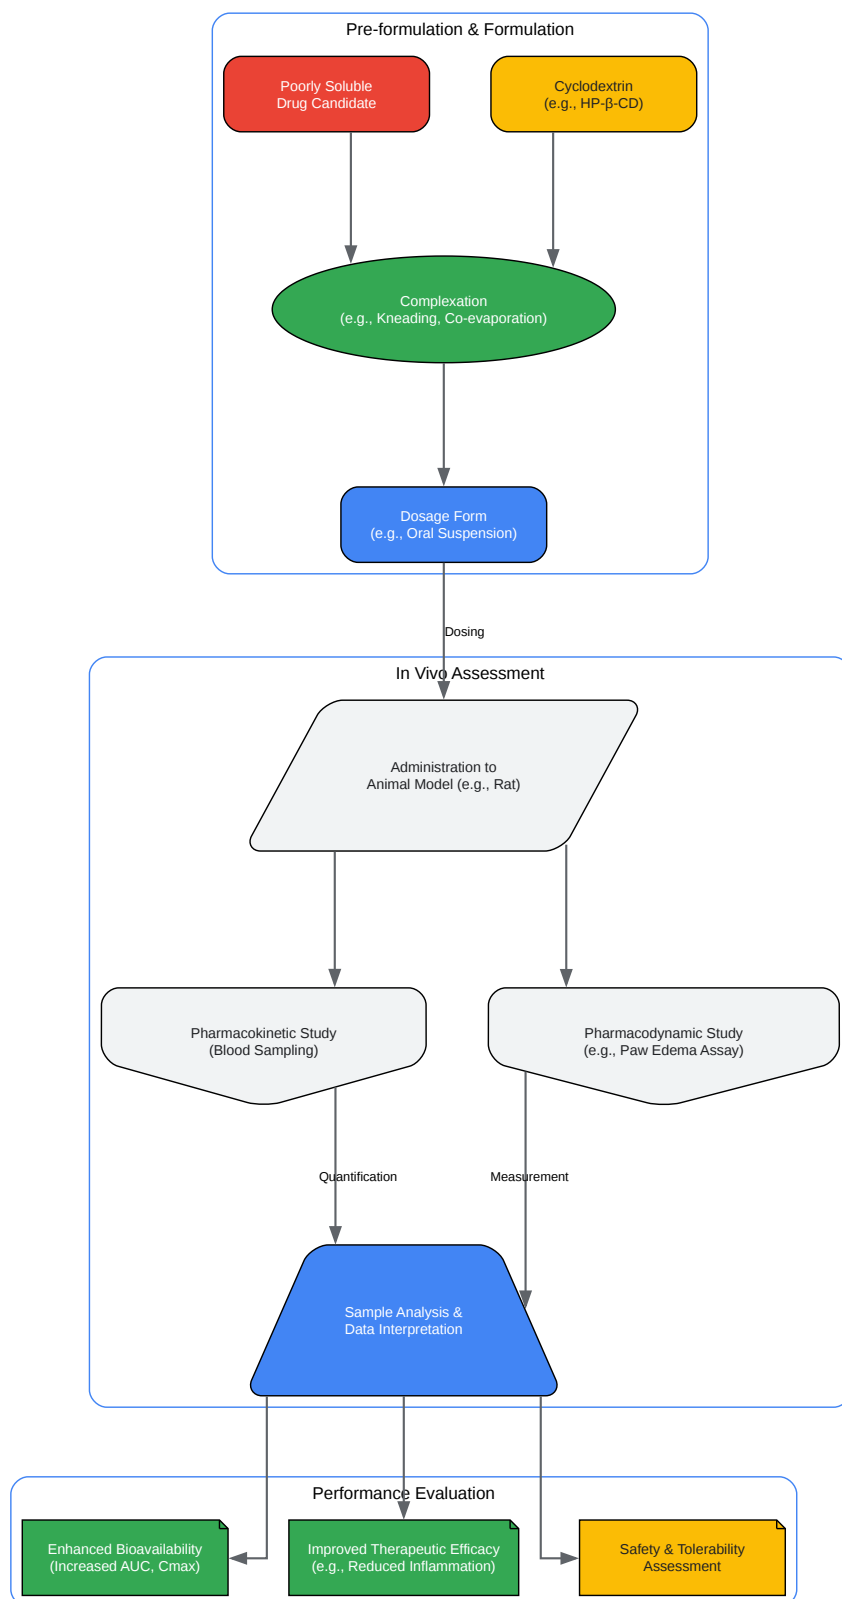 Pre-formulation & Formulation
Poorly Soluble
Drug Candidate
Cyclodextrin
(e.g., HP-β-CD)
Complexation
(e.g., Kneading, Co-evaporation)
Dosage Form
(e.g., Oral Suspension)
Dosing
In Vivo Assessment
Administration to
Animal Model (e.g., Rat)
Pharmacokinetic Study
(Blood Sampling)
Pharmacodynamic Study
(e.g., Paw Edema Assay)
Quantification
Measurement
Sample Analysis &
Data Interpretation
Performance Evaluation
Enhanced Bioavailability
(Increased AUC, Cmax)
Improved Therapeutic Efficacy
(e.g., Reduced Inflammation)
Safety & Tolerability
Assessment